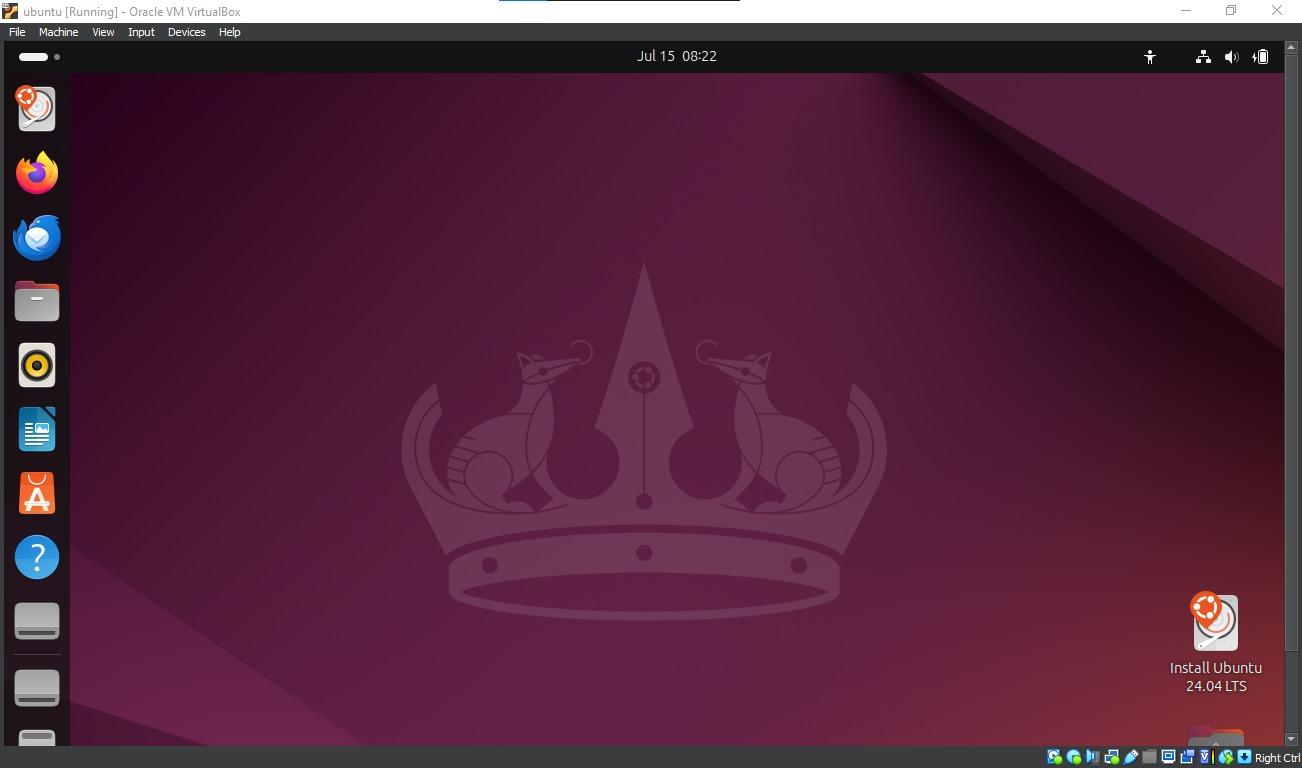 ubuntu [Running] - Oracle VM VirtualBox
File Machine View Input Devices Help
Jul 15 08:22
Install Ubuntu
24.04 LTS
Right Ctrl